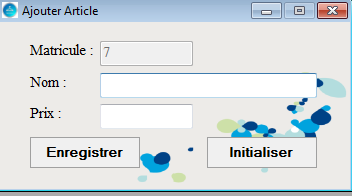 Ajouter Article
Matricule : 7
Nom :
Prix :
Enregistrer Initialiser